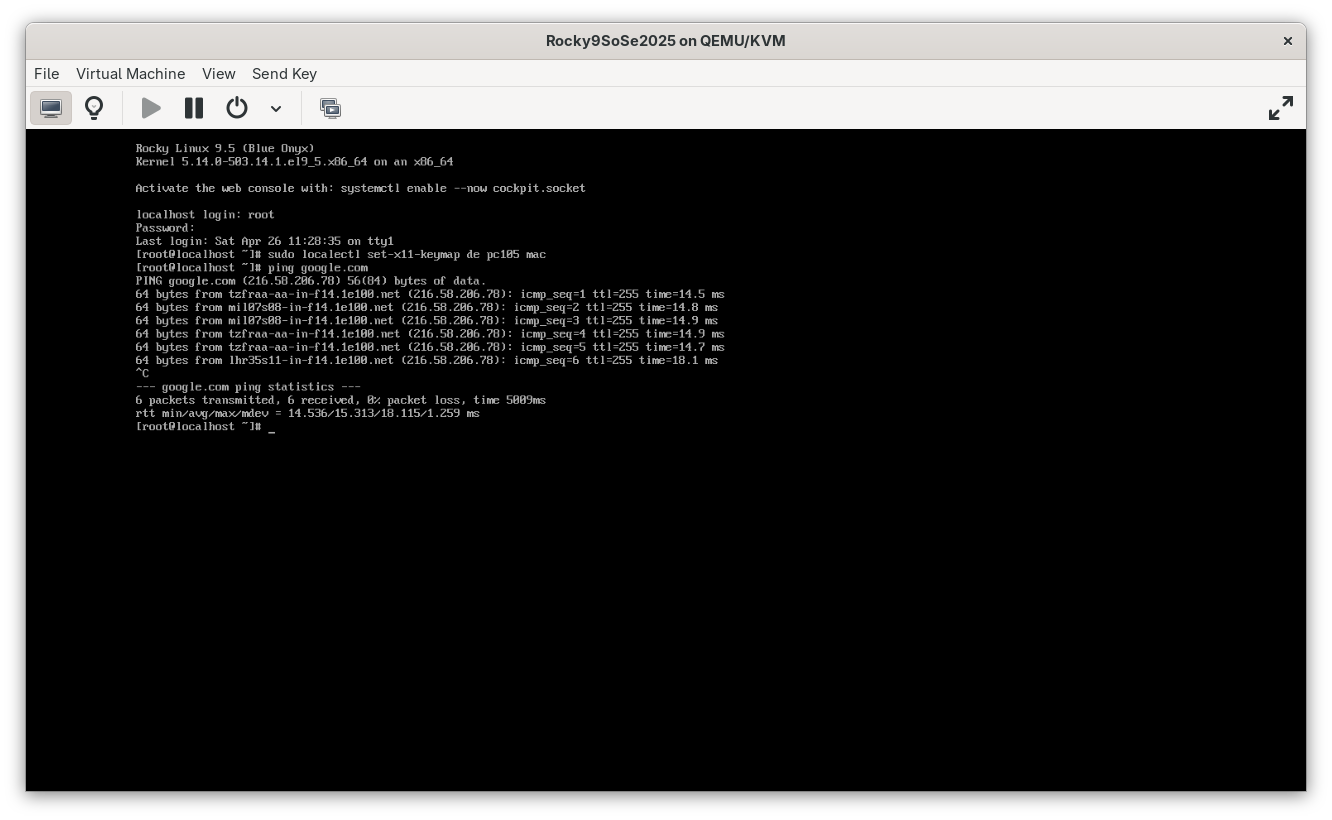 Rocky9SoSe2025 on QEMU/KVM
File Virtual Machine View Send Key
Rocky Linux 9.5 (Blue Onyx)
Kernel 5.14.0-503.14.1.el9_5.x86_64 on an x86_64
Activate the web console with: systemctl enable --now cockpit.socket
localhost login: root
Password:
Last login: Sat Apr 26 11:28:35 on tty1
[root@localhost ~]# sudo localectl set-x11-keymap de pc105 mac
[root@localhost ~]# ping google.com
PING google.com (216.58.206.78) 56(84) bytes of data.
64 bytes from tzfraa-aa-in-f14.1e100.net (216.58.206.78): icmp_seq=1 ttl=255 time=14.5 ms
64 bytes from mil07s08-in-f14.1e100.net (216.58.206.78): icmp_seq=2 ttl=255 time=14.8 ms
64 bytes from mil07s08-in-f14.1e100.net (216.58.206.78): icmp_seq=3 ttl=255 time=14.9 ms
64 bytes from tzfraa-aa-in-f14.1e100.net (216.58.206.78): icmp_seq=4 ttl=255 time=14.9 ms
64 bytes from tzfraa-aa-in-f14.1e100.net (216.58.206.78): icmp_seq=5 ttl=255 time=14.7 ms
64 bytes from lhr35s11-in-f14.1e100.net (216.58.206.78): icmp_seq=6 ttl=255 time=18.1 ms
^C
--- google.com ping statistics ---
6 packets transmitted, 6 received, 0% packet loss, time 5009ms
rtt min/avg/max/mdev = 14.536/15.313/18.115/1.259 ms
[root@localhost ~]# _